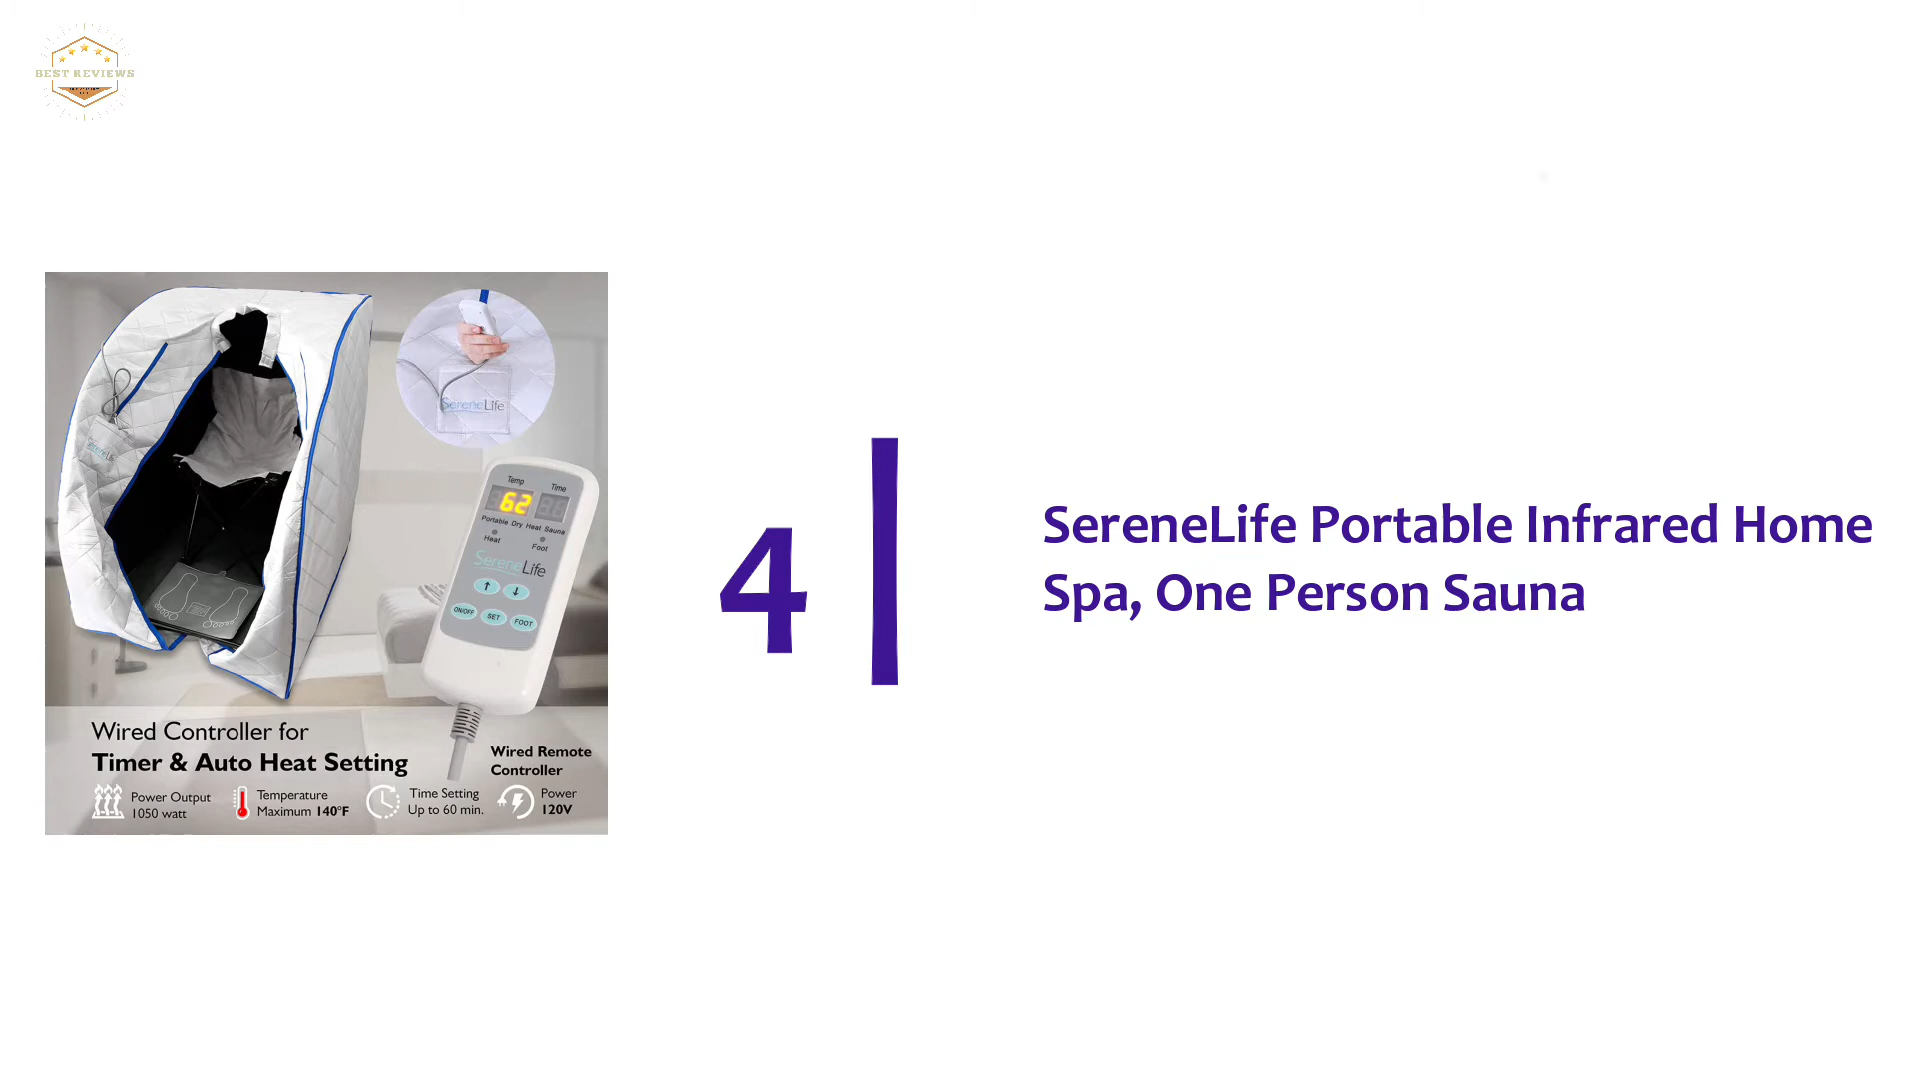 BEST REVIEWS
SereneLife
SereneLife
Temp
Time
62
Portable Dry Heat Sauna
Heat
Foot
SereneLife
ON/OFF
SET
FOOT
4
SereneLife Portable Infrared Home
Spa, One Person Sauna
Wired Controller for
Timer & Auto Heat Setting
Wired Remote
Controller
Power Output
1050 watt
Temperature
Maximum 140°F
Time Setting
Up to 60 min.
Power
120V